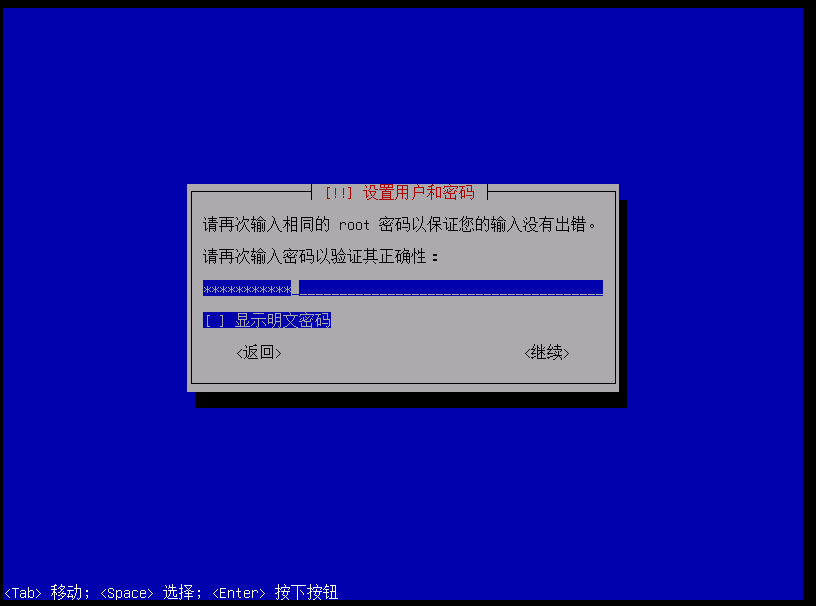 [!!] 设置用户和密码
请再次输入相同的 root 密码以保证您的输入没有出错。
请再次输入密码以验证其正确性：
***********
[ ] 显示明文密码
<返回> <继续>
<Tab> 移动; <Space> 选择; <Enter> 按下按钮